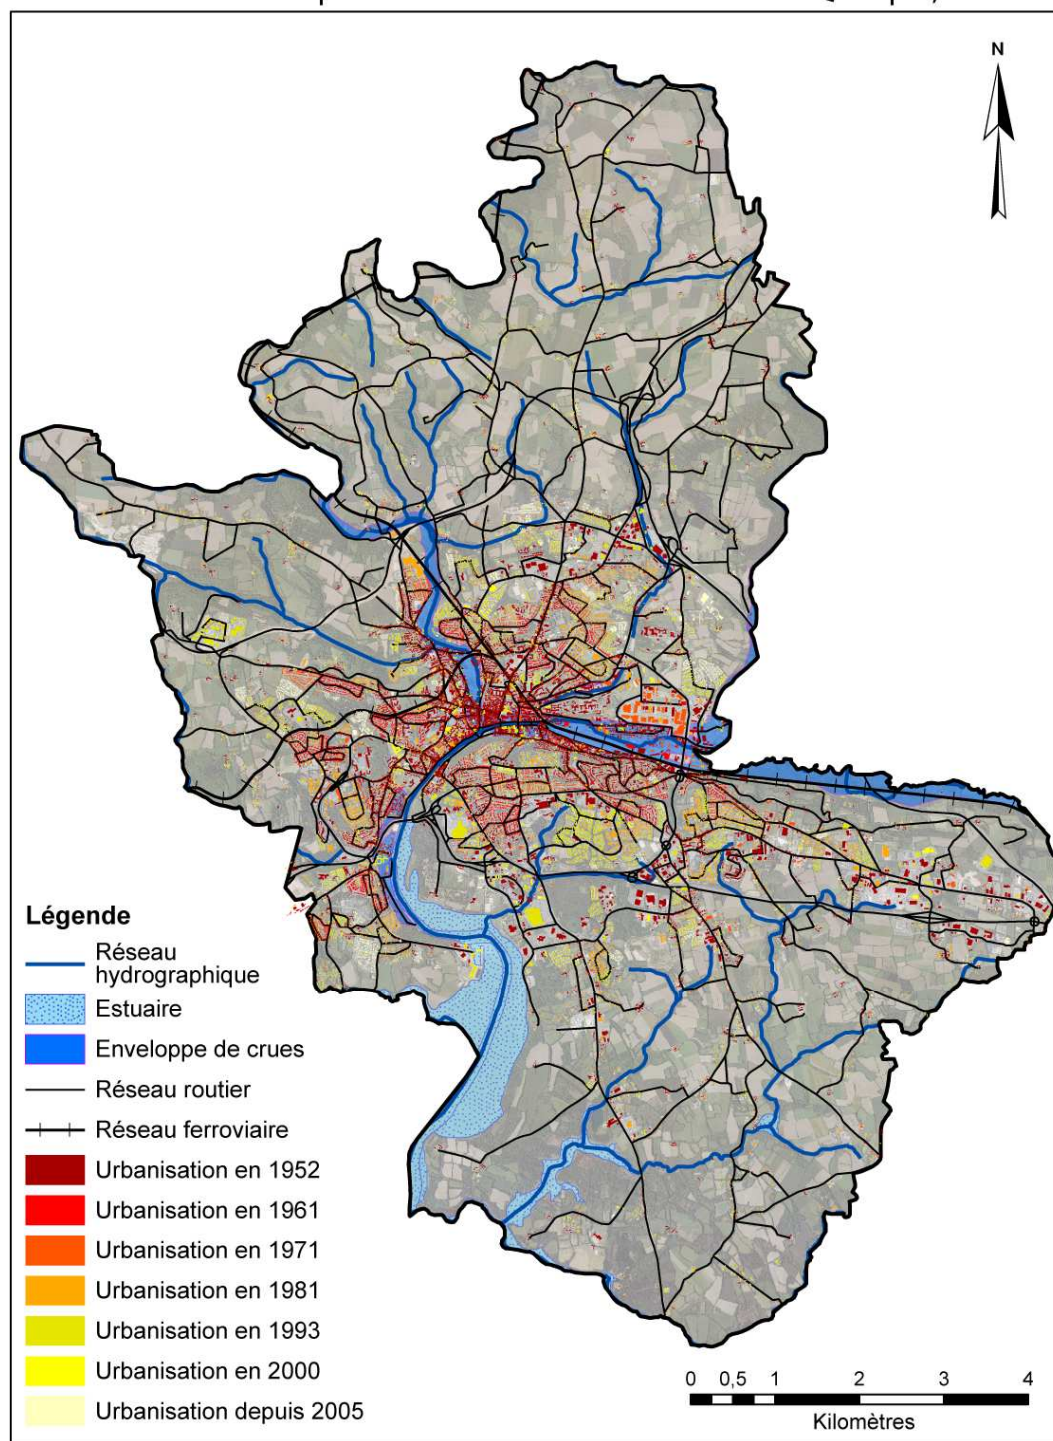 N
Légende
Réseau
hydrographique
Estuaire
Enveloppe de crues
Réseau routier
Réseau ferroviaire
Urbanisation en 1952
Urbanisation en 1961
Urbanisation en 1971
Urbanisation en 1981
Urbanisation en 1993
Urbanisation en 2000
Urbanisation depuis 2005
0 0,5 1 2 3 4
Kilomètres